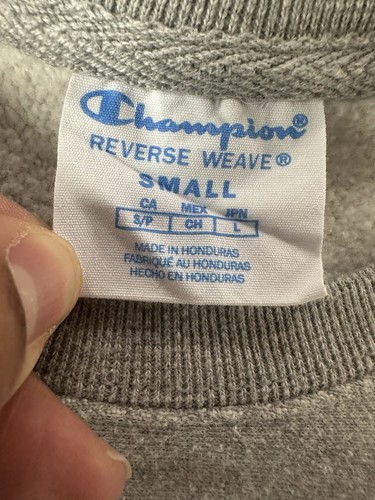 Champion®
REVERSE WEAVE®
SMALL
CA MEX JPN
S/P CH L
MADE IN HONDURAS
FABRIQUÉ AU HONDURAS
HECHO EN HONDURAS